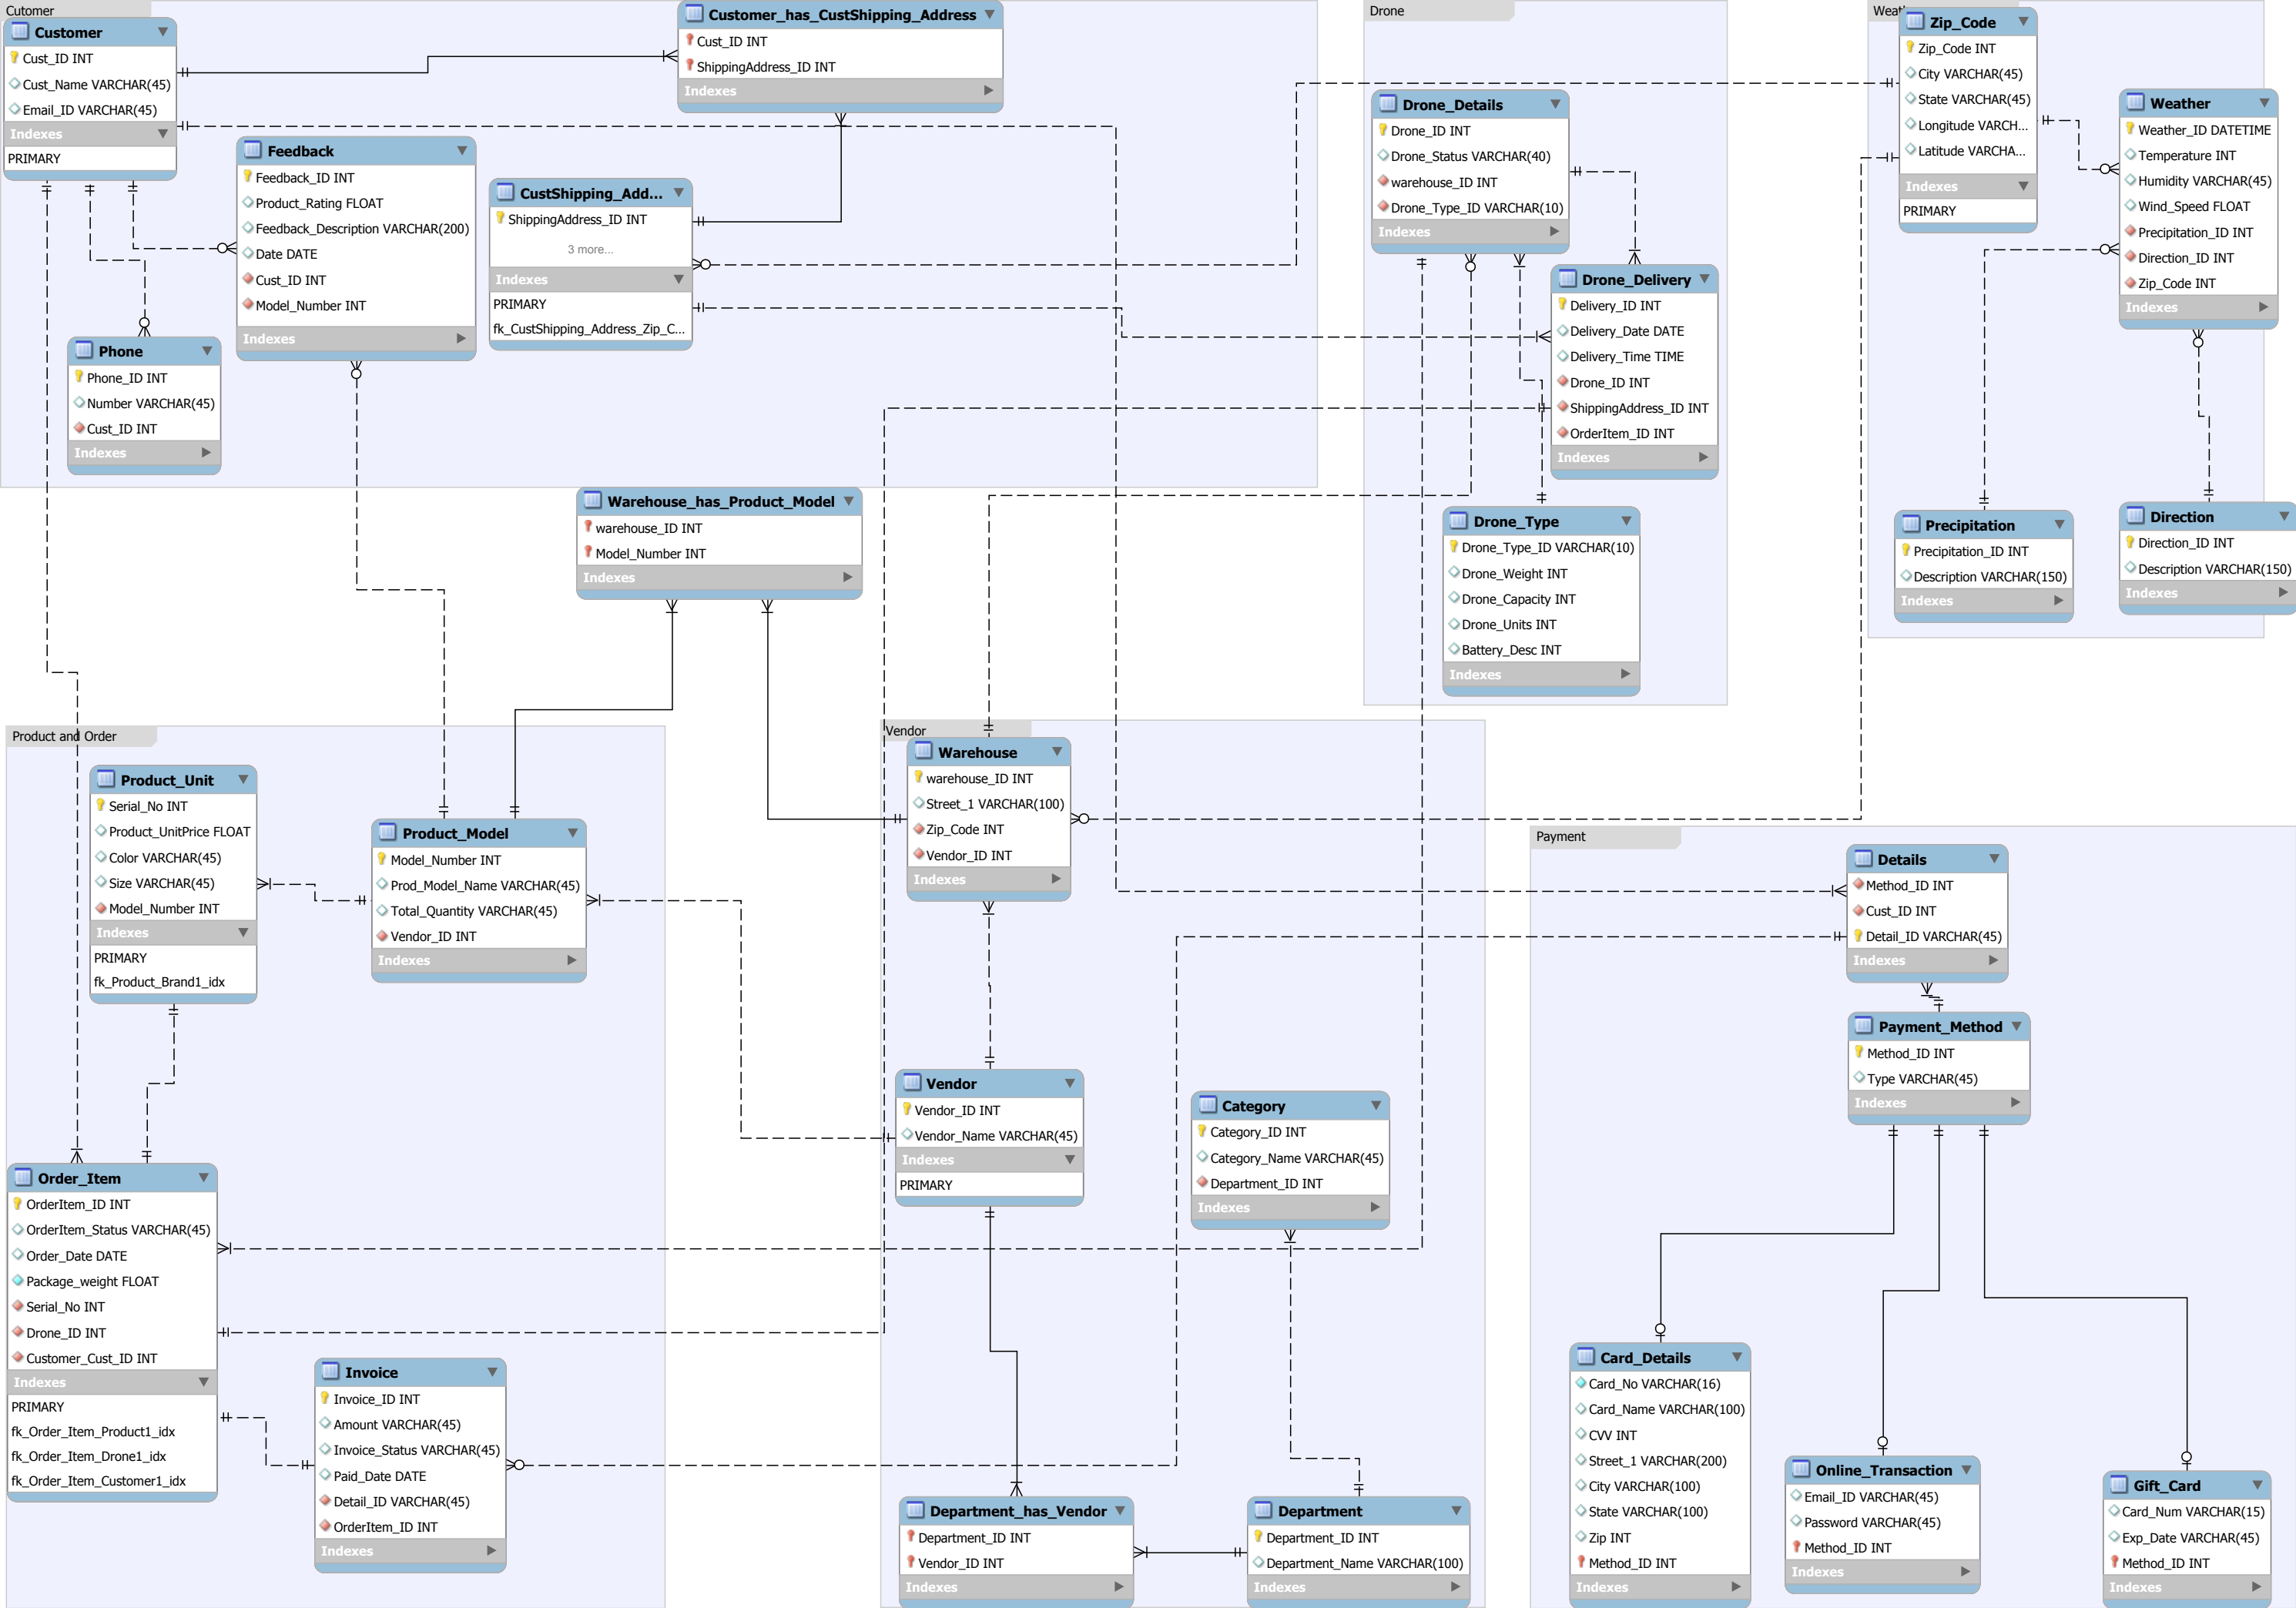 Cutomer
Customer
Cust_ID INT
Cust_Name VARCHAR(45)
Email_ID VARCHAR(45)
Indexes
PRIMARY
Customer_has_CustShipping_Address
Cust_ID INT
ShippingAddress_ID INT
Indexes
Feedback
Feedback_ID INT
Product_Rating FLOAT
Feedback_Description VARCHAR(200)
Date DATE
Cust_ID INT
Model_Number INT
Indexes
CustShipping_Add...
ShippingAddress_ID INT
3 more...
Indexes
PRIMARY
fk_CustShipping_Address_Zip_C...
Phone
Phone_ID INT
Number VARCHAR(45)
Cust_ID INT
Indexes
Drone
Drone_Details
Drone_ID INT
Drone_Status VARCHAR(40)
warehouse_ID INT
Drone_Type_ID VARCHAR(10)
Indexes
Drone_Delivery
Delivery_ID INT
Delivery_Date DATE
Delivery_Time TIME
Drone_ID INT
ShippingAddress_ID INT
OrderItem_ID INT
Indexes
Drone_Type
Drone_Type_ID VARCHAR(10)
Drone_Weight INT
Drone_Capacity INT
Drone_Units INT
Battery_Desc INT
Indexes
Zip_Code
Zip_Code INT
City VARCHAR(45)
State VARCHAR(45)
Longitude VARCH...
Latitude VARCHA...
Indexes
PRIMARY
Weather
Weather_ID DATETIME
Temperature INT
Humidity VARCHAR(45)
Wind_Speed FLOAT
Precipitation_ID INT
Direction_ID INT
Zip_Code INT
Indexes
Precipitation
Precipitation_ID INT
Description VARCHAR(150)
Indexes
Direction
Direction_ID INT
Description VARCHAR(150)
Indexes
Warehouse_has_Product_Model
warehouse_ID INT
Model_Number INT
Indexes
Product and Order
Product_Unit
Serial_No INT
Product_UnitPrice FLOAT
Color VARCHAR(45)
Size VARCHAR(45)
Model_Number INT
Indexes
PRIMARY
fk_Product_Brand1_idx
Product_Model
Model_Number INT
Prod_Model_Name VARCHAR(45)
Total_Quantity VARCHAR(45)
Vendor_ID INT
Indexes
Order_Item
OrderItem_ID INT
OrderItem_Status VARCHAR(45)
Order_Date DATE
Package_weight FLOAT
Serial_No INT
Drone_ID INT
Customer_Cust_ID INT
Indexes
PRIMARY
fk_Order_Item_Product1_idx
fk_Order_Item_Drone1_idx
fk_Order_Item_Customer1_idx
Invoice
Invoice_ID INT
Amount VARCHAR(45)
Invoice_Status VARCHAR(45)
Paid_Date DATE
Detail_ID VARCHAR(45)
OrderItem_ID INT
Indexes
Vendor
Warehouse
warehouse_ID INT
Street_1 VARCHAR(100)
Zip_Code INT
Vendor_ID INT
Indexes
Vendor
Vendor_ID INT
Vendor_Name VARCHAR(45)
Indexes
PRIMARY
Category
Category_ID INT
Category_Name VARCHAR(45)
Department_ID INT
Indexes
Department_has_Vendor
Department_ID INT
Vendor_ID INT
Indexes
Department
Department_ID INT
Department_Name VARCHAR(100)
Indexes
Payment
Details
Method_ID INT
Cust_ID INT
Detail_ID VARCHAR(45)
Indexes
Payment_Method
Method_ID INT
Type VARCHAR(45)
Indexes
Card_Details
Card_No VARCHAR(16)
Card_Name VARCHAR(100)
CVV INT
Street_1 VARCHAR(200)
City VARCHAR(100)
State VARCHAR(100)
Zip INT
Method_ID INT
Indexes
Online_Transaction
Email_ID VARCHAR(45)
Password VARCHAR(45)
Method_ID INT
Indexes
Gift_Card
Card_Num VARCHAR(15)
Exp_Date VARCHAR(45)
Method_ID INT
Indexes